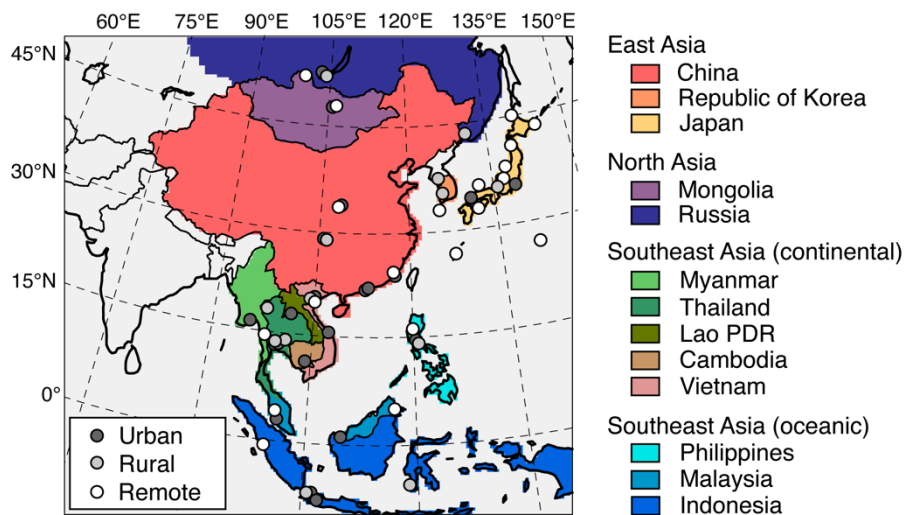 60°E 75°E 90°E 105°E 120°E 135°E 150°E
45°N
30°N
15°N
0°
Urban
Rural
Remote
East Asia
China
Republic of Korea
Japan
North Asia
Mongolia
Russia
Southeast Asia (continental)
Myanmar
Thailand
Lao PDR
Cambodia
Vietnam
Southeast Asia (oceanic)
Philippines
Malaysia
Indonesia